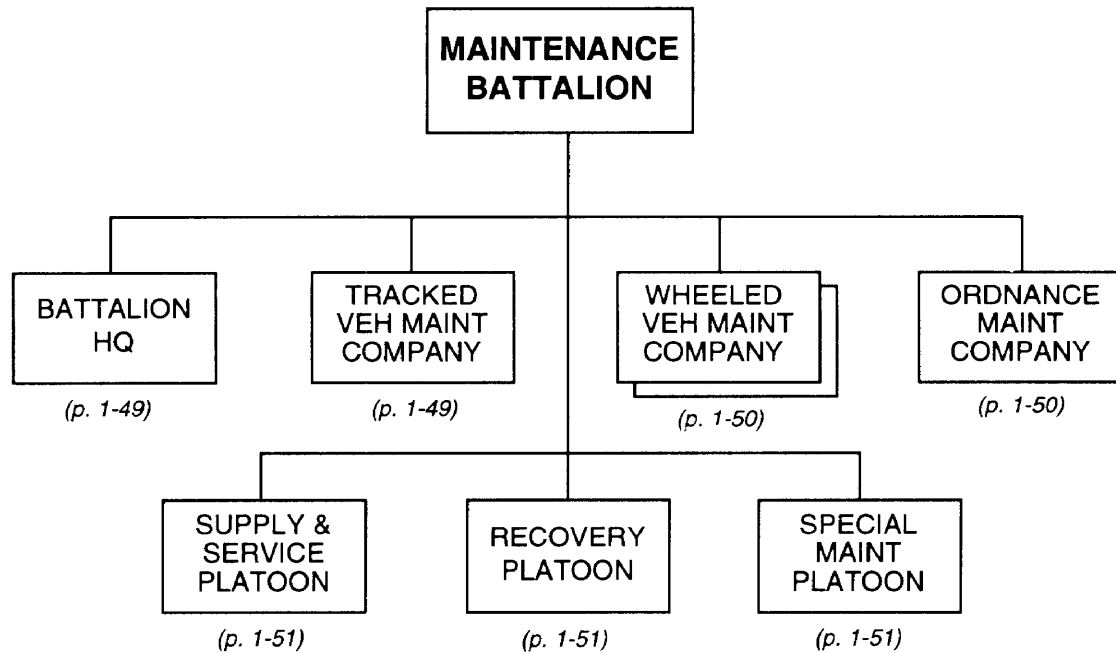 MAINTENANCE
BATTALION
BATTALION
HQ
(p. 1-49)
TRACKED
VEH MAINT
COMPANY
(p. 1-49)
WHEELED
VEH MAINT
COMPANY
(p. 1-50)
ORDNANCE
MAINT
COMPANY
(p. 1-50)
SUPPLY &
SERVICE
PLATOON
(p. 1-51)
RECOVERY
PLATOON
(p. 1-51)
SPECIAL
MAINT
PLATOON
(p. 1-51)